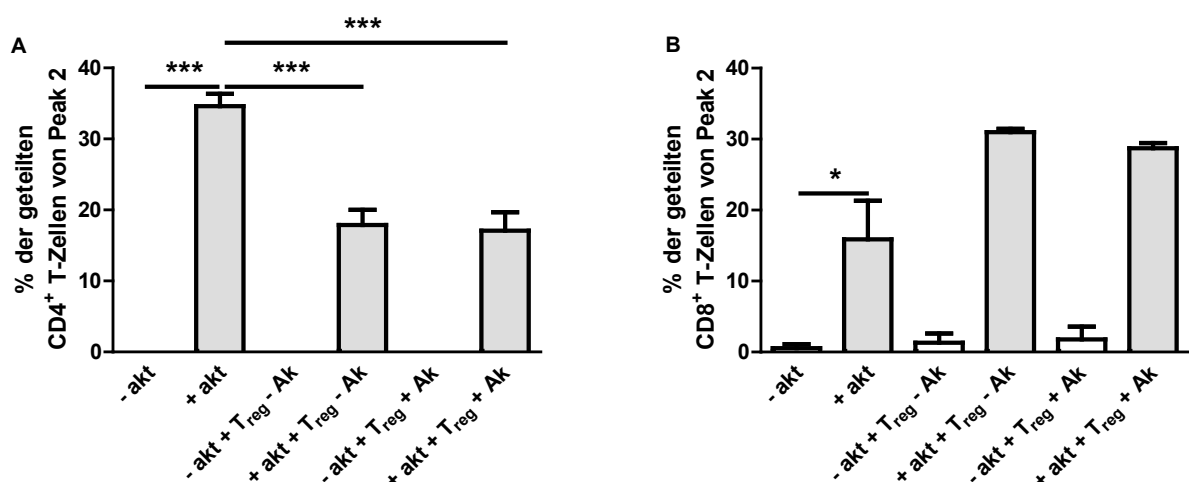 A
% der geteilten
CD4⁺ T-Zellen von Peak 2
40
30
20
10
0
***
***
***
- akt
+ akt
- akt + Treg - Ak
+ akt + Treg - Ak
- akt + Treg + Ak
+ akt + Treg + Ak
B
% der geteilten
CD8⁺ T-Zellen von Peak 2
40
30
20
10
0
*
- akt
+ akt
- akt + Treg - Ak
+ akt + Treg - Ak
- akt + Treg + Ak
+ akt + Treg + Ak